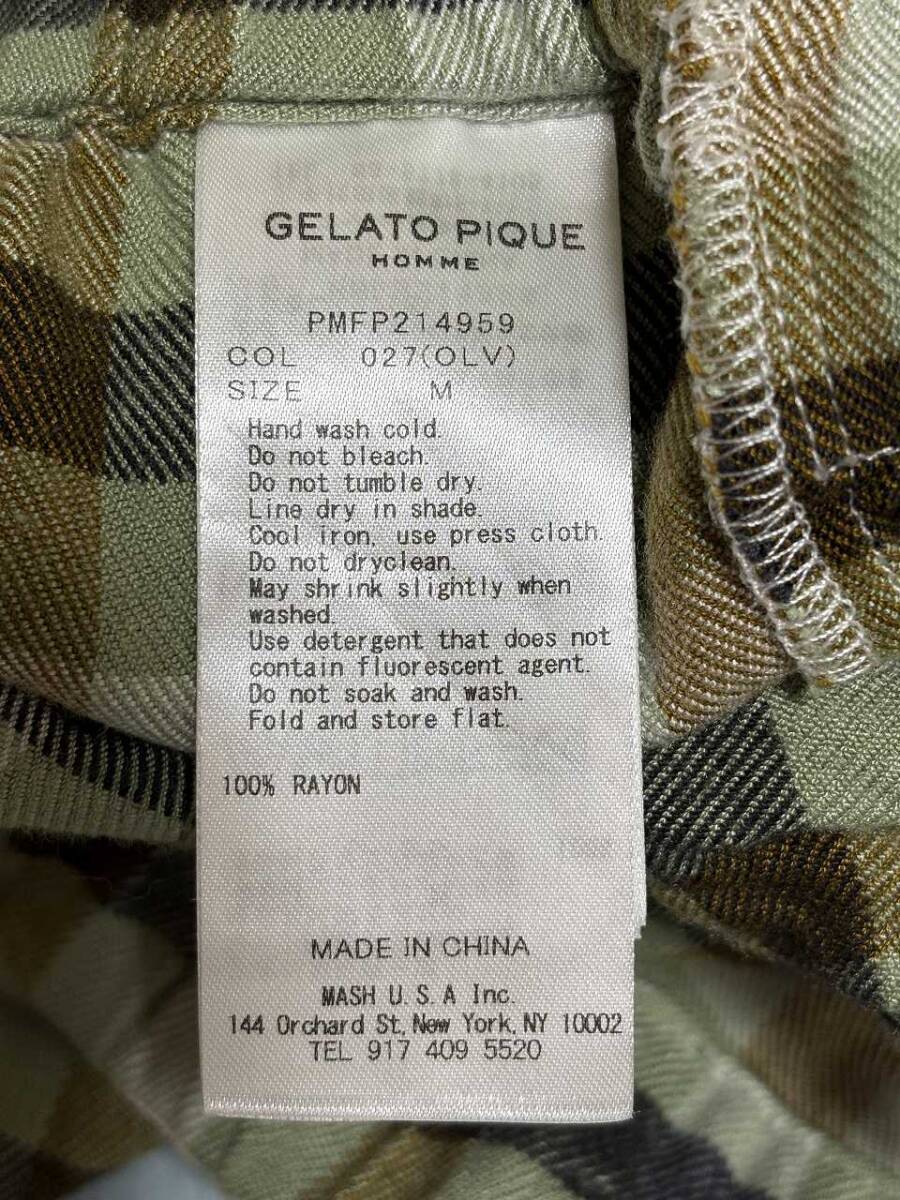 GELATO PIQUE
HOMME
PMFP214959
COL 027(OLV)
SIZE M
Hand wash cold.
Do not bleach.
Do not tumble dry.
Line dry in shade.
Cool iron, use press cloth.
Do not dryclean.
May shrink slightly when
washed.
Use detergent that does not
contain fluorescent agent.
Do not soak and wash.
Fold and store flat.
100% RAYON
MADE IN CHINA
MASH U.S.A Inc.
144 Orchard St, New York, NY 10002
TEL 917 409 5520